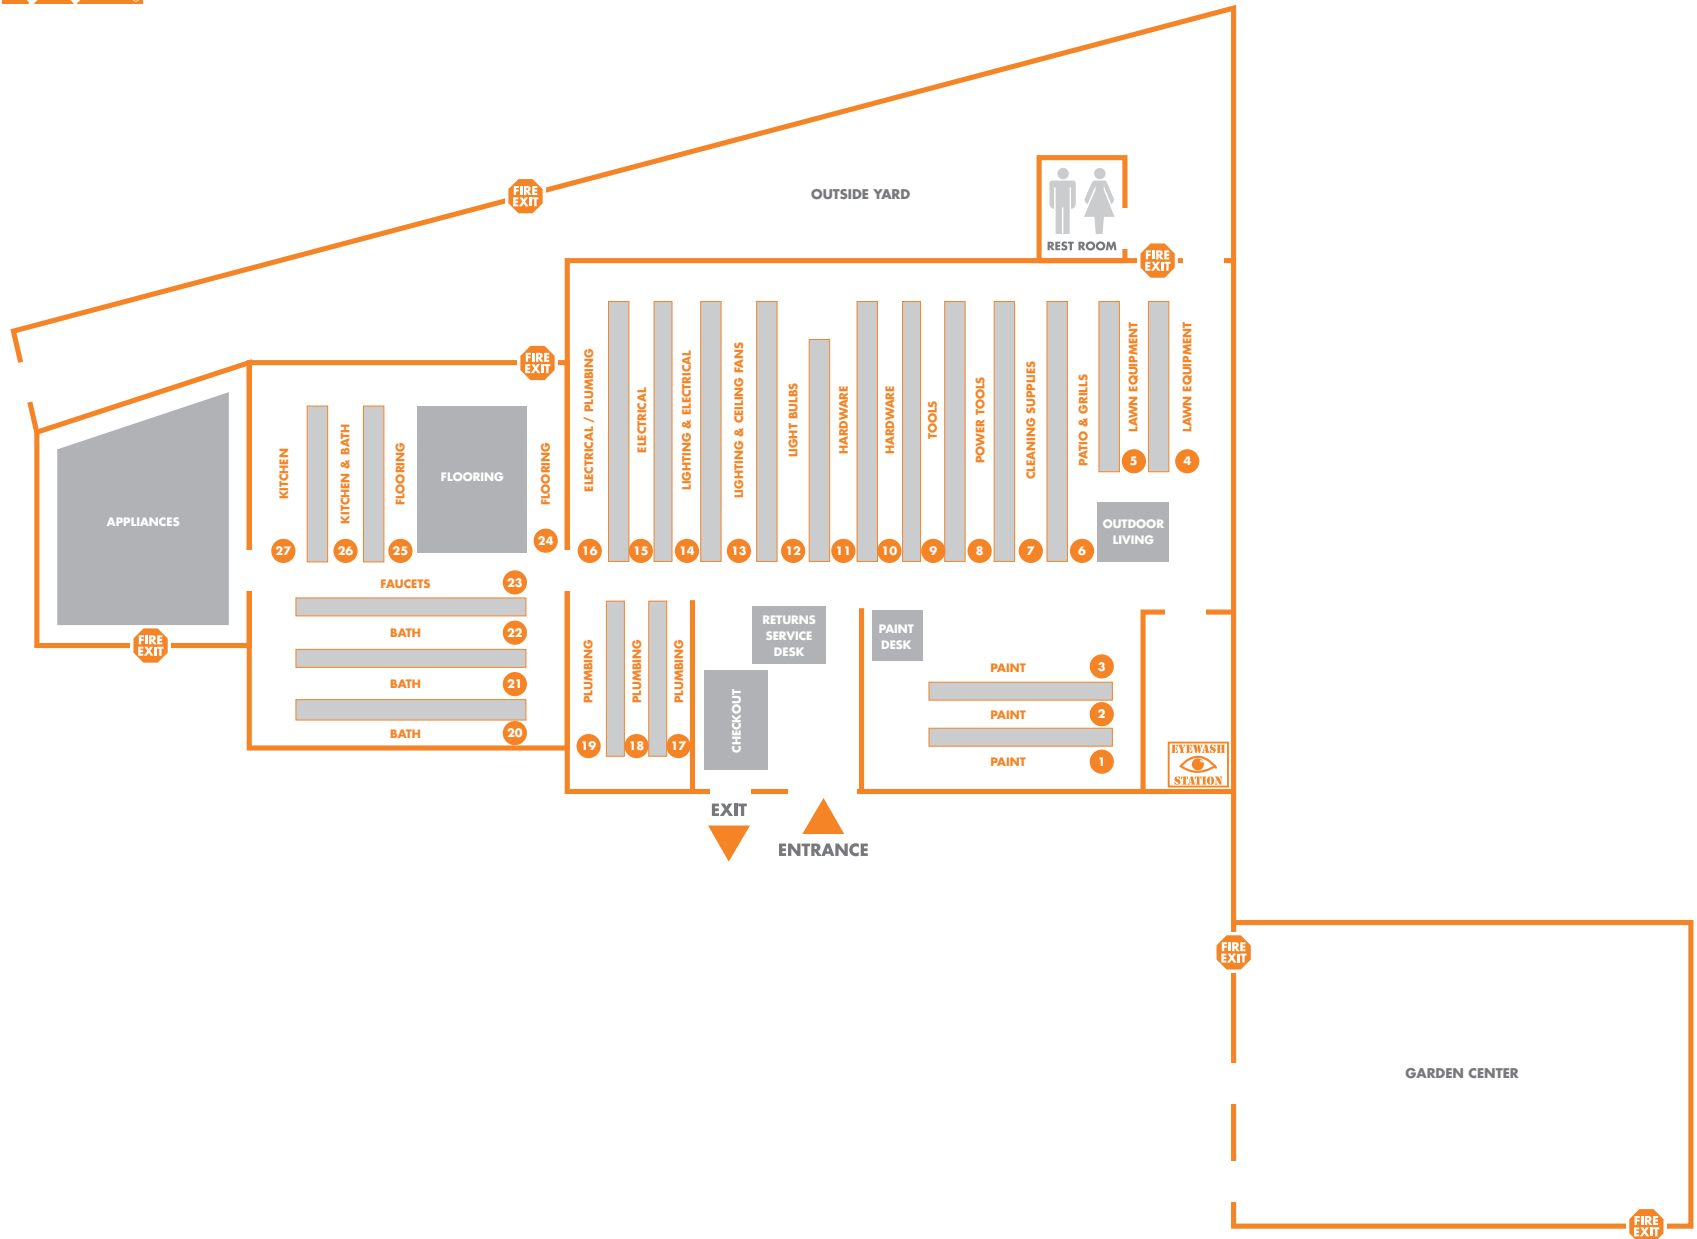 ®
FIRE
EXIT
OUTSIDE YARD
REST ROOM
FIRE
EXIT
FIRE
EXIT
ELECTRICAL / PLUMBING
16
ELECTRICAL
15
LIGHTING & ELECTRICAL
14
LIGHTING & CEILING FANS
13
LIGHT BULBS
12
HARDWARE
11
HARDWARE
10
TOOLS
9
POWER TOOLS
8
CLEANING SUPPLIES
7
PATIO & GRILLS
6
LAWN EQUIPMENT
5
LAWN EQUIPMENT
4
OUTDOOR
LIVING
APPLIANCES
KITCHEN
27
KITCHEN & BATH
26
FLOORING
25
FLOORING
FLOORING
24
FIRE
EXIT
FAUCETS
23
BATH
22
BATH
21
BATH
20
PLUMBING
19
PLUMBING
18
PLUMBING
17
RETURNS
SERVICE
DESK
CHECKOUT
PAINT
DESK
PAINT
3
PAINT
2
PAINT
1
EYEWASH
STATION
EXIT
ENTRANCE
FIRE
EXIT
GARDEN CENTER
FIRE
EXIT